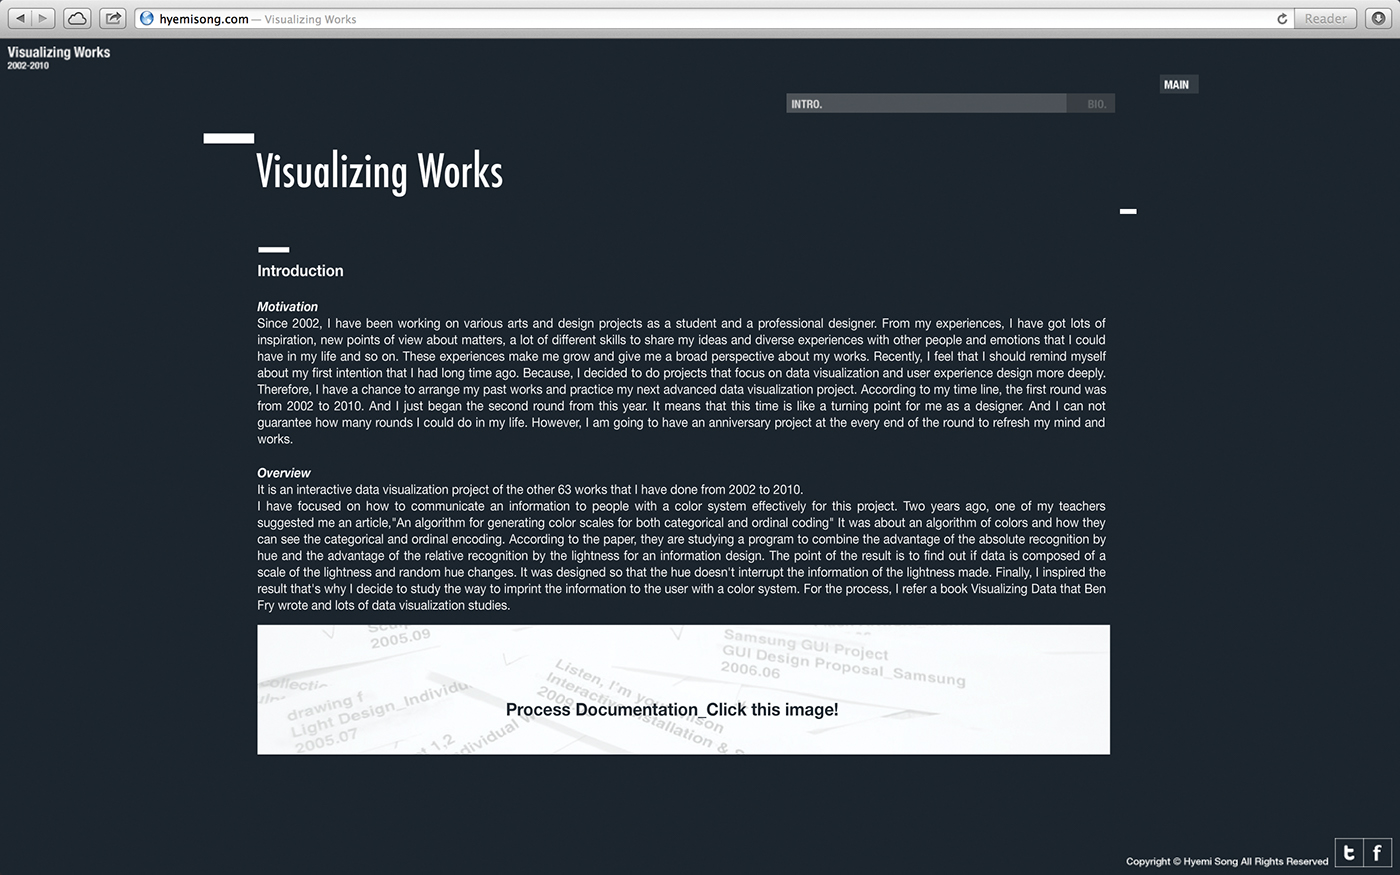 hyemisong.com — Visualizing Works
Reader
Visualizing Works
2002-2010
MAIN
INTRO.
BIO.
Visualizing Works
Introduction
Motivation
Since 2002, I have been working on various arts and design projects as a student and a professional designer. From my experiences, I have got lots of
inspiration, new points of view about matters, a lot of different skills to share my ideas and diverse experiences with other people and emotions that I could
have in my life and so on. These experiences make me grow and give me a broad perspective about my works. Recently, I feel that I should remind myself
about my first intention that I had long time ago. Because, I decided to do projects that focus on data visualization and user experience design more deeply.
Therefore, I have a chance to arrange my past works and practice my next advanced data visualization project. According to my time line, the first round was
from 2002 to 2010. And I just began the second round from this year. It means that this time is like a turning point for me as a designer. And I can not
guarantee how many rounds I could do in my life. However, I am going to have an anniversary project at the every end of the round to refresh my mind and
works.
Overview
It is an interactive data visualization project of the other 63 works that I have done from 2002 to 2010.
I have focused on how to communicate an information to people with a color system effectively for this project. Two years ago, one of my teachers
suggested me an article,"An algorithm for generating color scales for both categorical and ordinal coding" It was about an algorithm of colors and how they
can see the categorical and ordinal encoding. According to the paper, they are studying a program to combine the advantage of the absolute recognition by
hue and the advantage of the relative recognition by the lightness for an information design. The point of the result is to find out if data is composed of a
scale of the lightness and random hue changes. It was designed so that the hue doesn't interrupt the information of the lightness made. Finally, I inspired the
result that's why I decide to study the way to imprint the information to the user with a color system. For the process, I refer a book Visualizing Data that Ben
Fry wrote and lots of data visualization studies.
2005.09
Samsung GUI Project
GUI Design Proposal_Samsung
2006.06
drawing f
Light Design_Individu
2005.07
Listen, I'm yo
Process Documentation_Click this image!
Copyright © Hyemi Song All Rights Reserved
t f